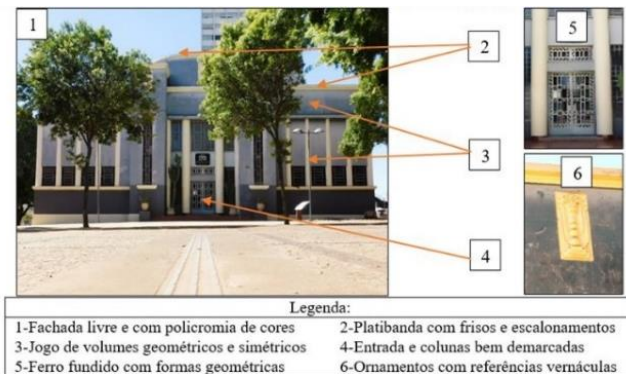 1
2
3
4
5
6
Legenda:
1-Fachada livre e com policromia de cores
2-Platibanda com frisos e escalonamentos
3-Jogo de volumes geométricos e simétricos
4-Entrada e colunas bem demarcadas
5-Ferro fundido com formas geométricas
6-Ornamentos com referências vernáculas